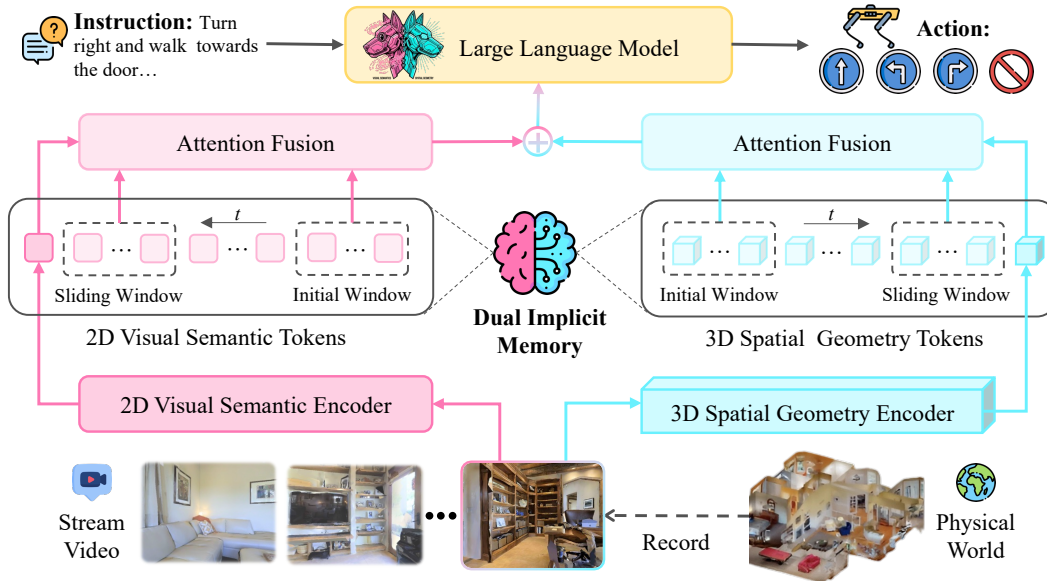 Instruction: Turn
right and walk towards
the door…
Large Language Model
Action:
Attention Fusion
Attention Fusion
t
t
Sliding Window
Initial Window
Initial Window
Sliding Window
2D Visual Semantic Tokens
Dual Implicit
Memory
3D Spatial Geometry Tokens
2D Visual Semantic Encoder
3D Spatial Geometry Encoder
Stream
Video
Record
Physical
World